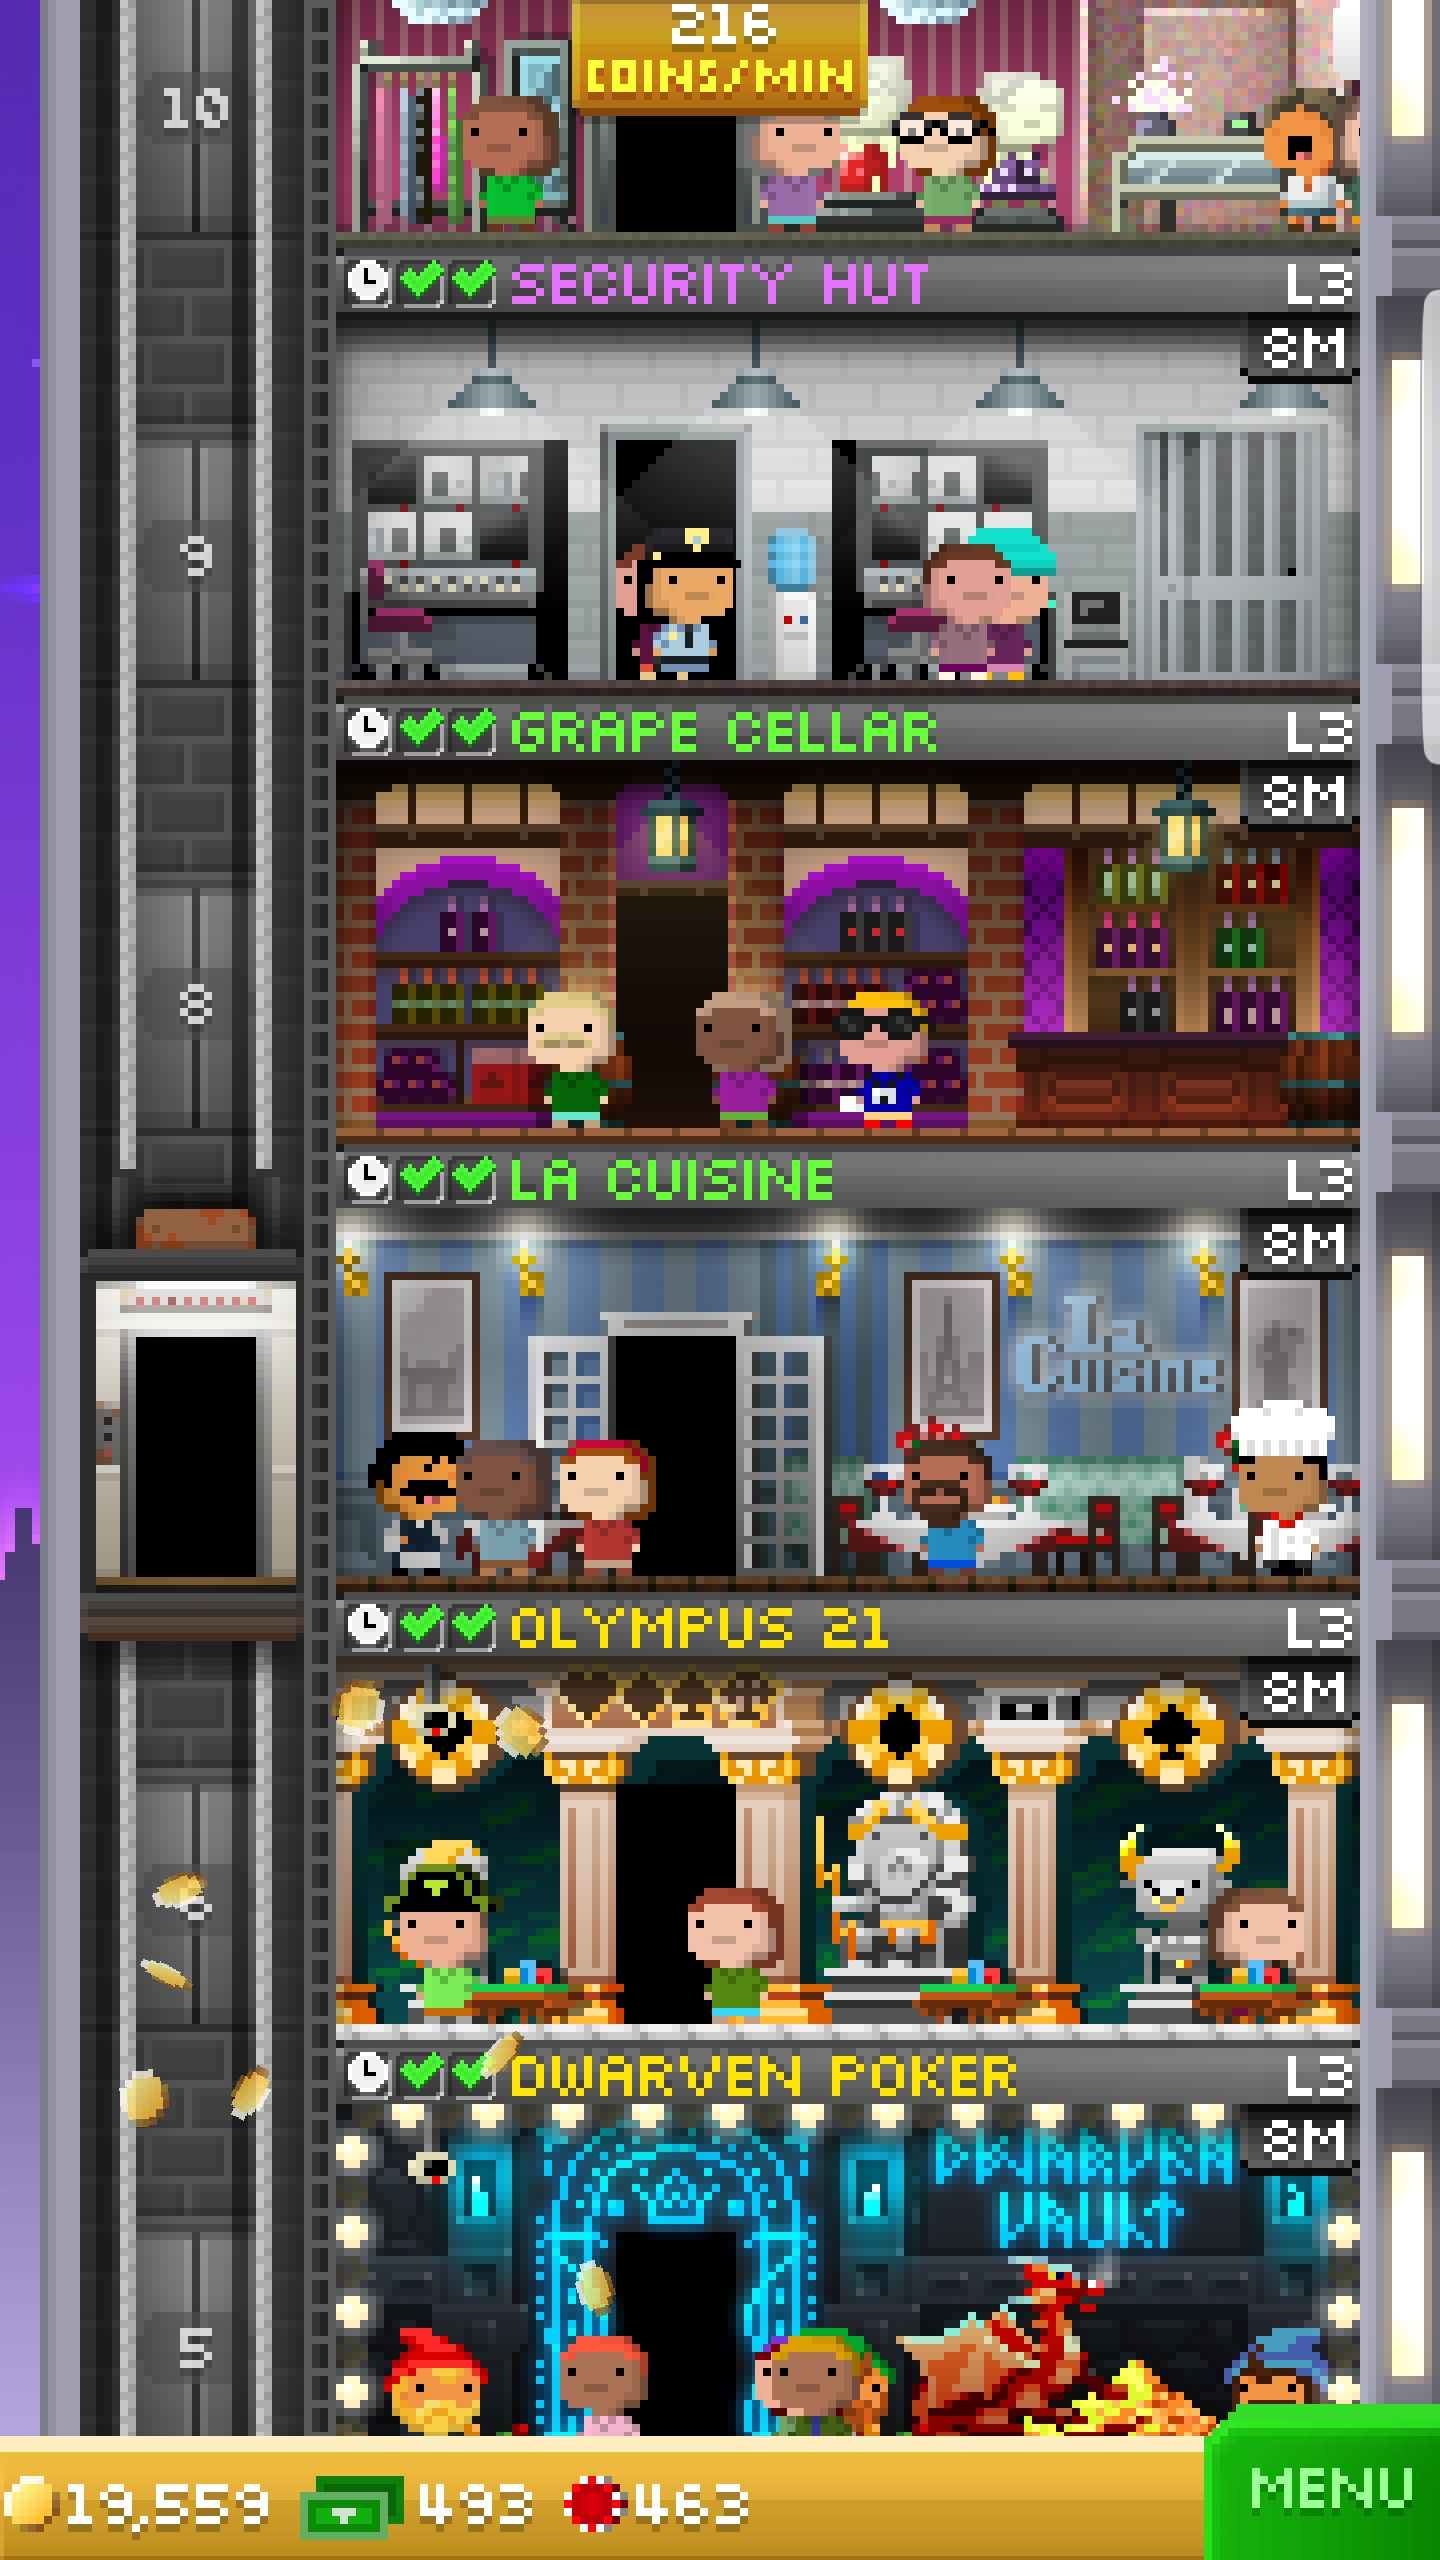 216
COINS/MIN
10
SECURITY HUT L3
8M
9
GRAPE CELLAR L3
8M
8
LA CUISINE L3
8M
La
Cuisine
OLYMPUS 21 L3
8M
DWARVEN POKER L3
8M
DWARVEN
VAULT
5
19,559 493 463
MENU